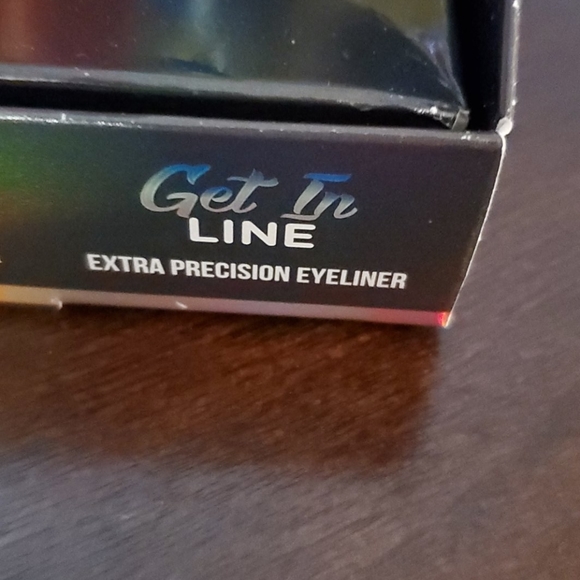 Get In
LINE
EXTRA PRECISION EYELINER